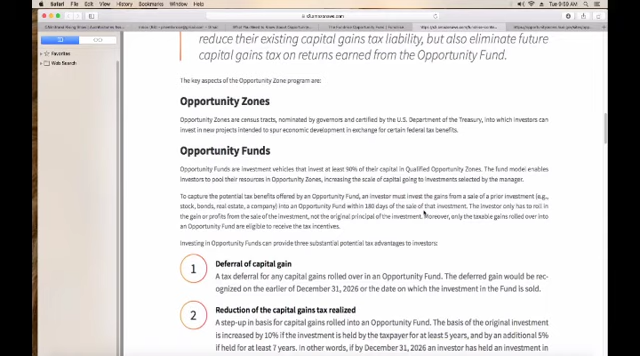 Safari File Edit View History Bookmarks Window Help
Tue 9:30 AM
reduce their existing capital gains tax liability, but also eliminate future
capital gains tax on returns earned from the Opportunity Fund.
Favorites
Web Search
The key aspects of the Opportunity Zone program are:
Opportunity Zones
Opportunity Zones are census tracts, nominated by governors and certified by the U.S. Department of the Treasury, into which investors can
invest in new projects intended to spur economic development in exchange for certain federal tax benefits.
Opportunity Funds
Opportunity Funds are investment vehicles that invest at least 90% of their capital in Qualified Opportunity Zones. The fund model enables
investors to pool their resources in Opportunity Zones, increasing the scale of capital going to investments selected by the manager.
To capture the potential tax benefits offered by an Opportunity Fund, an investor must invest the gains from a sale of a prior investment (e.g.,
stock, bonds, real estate, a company) into an Opportunity Fund within 180 days of the sale of that investment. The investor only has to roll in
the gain or profits from the sale of the investment, not the original principal of the investment. Moreover, only the taxable gains rolled over into
an Opportunity Fund are eligible to receive the tax incentives.
Investing in Opportunity Funds can provide three substantial potential tax advantages to investors:
1
Deferral of capital gain
A tax deferral for any capital gains rolled over in an Opportunity Fund. The deferred gain would be rec-
ognized on the earlier of December 31, 2026 or the date on which the investment in the Fund is sold.
2
Reduction of the capital gains tax realized
A step-up in basis for capital gains rolled into an Opportunity Fund. The basis of the original investment
is increased by 10% if the investment is held by the taxpayer for at least 5 years, and by an additional 5%
if held for at least 7 years. In other words, if by December 31, 2026 an investor has held an investment in